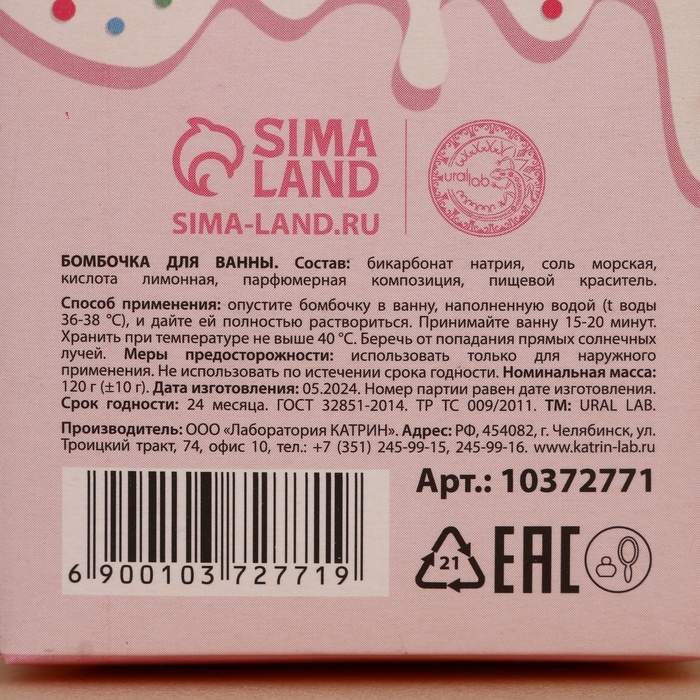 SIMA
LAND
SIMA-LAND.RU
ural lab
БОМБОЧКА ДЛЯ ВАННЫ. Состав: бикарбонат натрия, соль морская,
кислота лимонная, парфюмерная композиция, пищевой краситель.
Способ применения: опустите бомбочку в ванну, наполненную водой (t воды
36-38 °С), и дайте ей полностью раствориться. Принимайте ванну 15-20 минут.
Хранить при температуре не выше 40 °С. Беречь от попадания прямых солнечных
лучей. Меры предосторожности: использовать только для наружного
применения. Не использовать по истечении срока годности. Номинальная масса:
120 г (±10 г). Дата изготовления: 05.2024. Номер партии равен дате изготовления.
Срок годности: 24 месяца. ГОСТ 32851-2014. ТР ТС 009/2011. ТМ: URAL LAB.
Производитель: ООО «Лаборатория КАТРИН». Адрес: РФ, 454082, г. Челябинск, ул.
Троицкий тракт, 74, офис 10, тел.: +7 (351) 245-99-15, 245-99-16. www.katrin-lab.ru
Арт.: 10372771
6 900103 727719
21
ЕАС